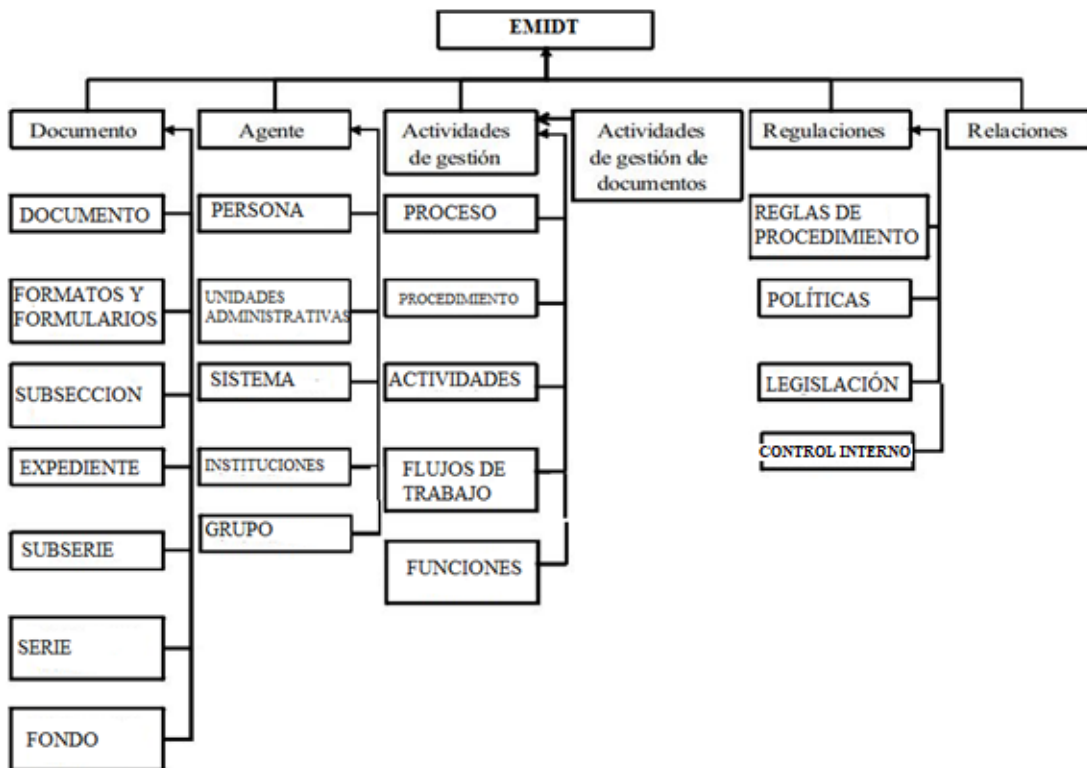 EMIDT
Documento
Agente
Actividades
de gestión
Actividades
de gestión de
documentos
Regulaciones
Relaciones
DOCUMENTO
FORMATOS Y
FORMULARIOS
SUBSECCION
EXPEDIENTE
SUBSERIE
SERIE
FONDO
PERSONA
UNIDADES
ADMINISTRATIVAS
SISTEMA
INSTITUCIONES
GRUPO
PROCESO
PROCEDIMIENTO
ACTIVIDADES
FLUJOS DE
TRABAJO
FUNCIONES
REGLAS DE
PROCEDIMIENTO
POLÍTICAS
LEGISLACIÓN
CONTROL INTERNO